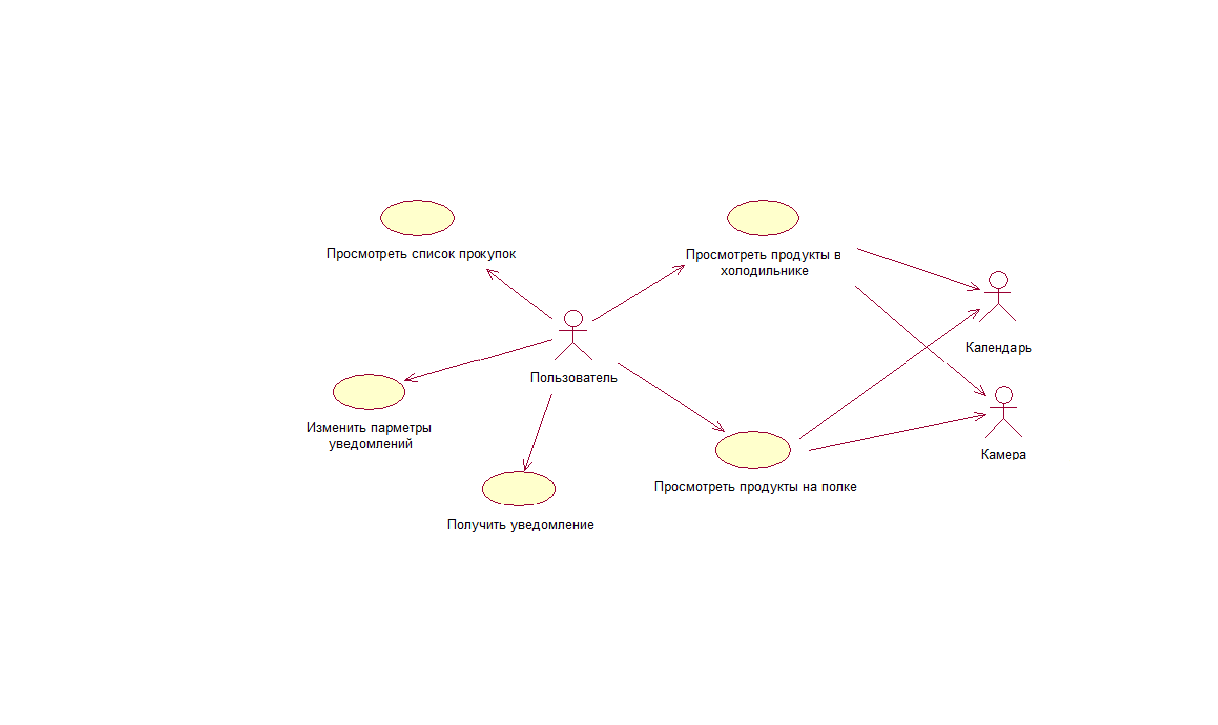 Просмотреть список прокупок
Просмотреть продукты в
холодильнике
Календарь
Пользователь
Изменить парметры
уведомлений
Камера
Просмотреть продукты на полке
Получить уведомление